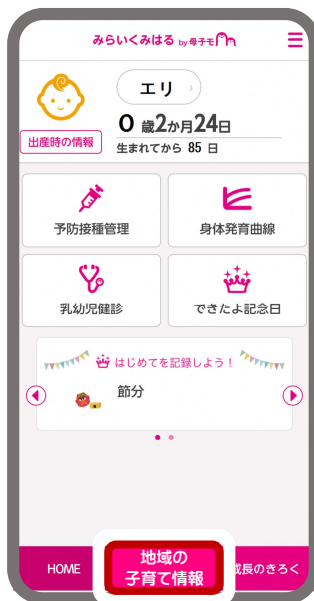 みらいくみはる by 母子モ
エリ
0 歳2か月24日
出産時の情報
生まれてから 85 日
予防接種管理
身体発育曲線
乳幼児健診
できたよ記念日
はじめてを記録しよう!
節分
HOME
地域の
子育て情報
成長のきろく